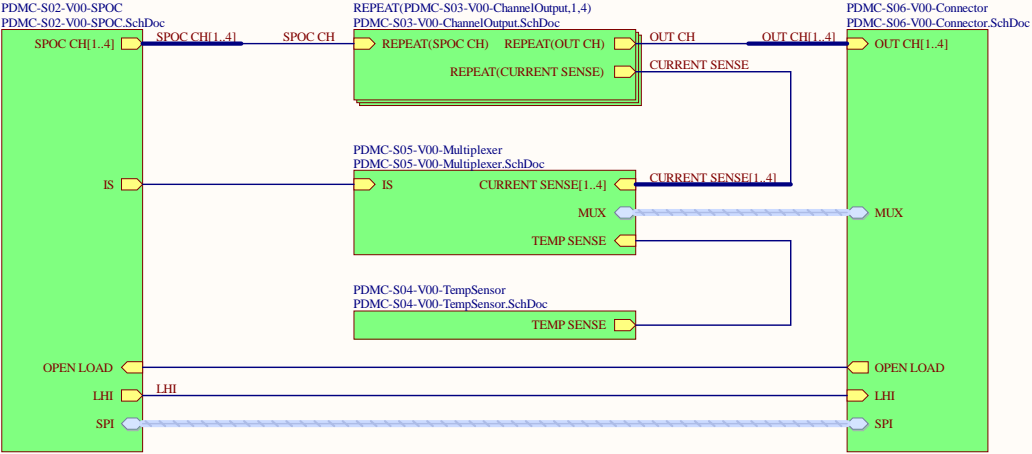 PDMC-S02-V00-SPOC
PDMC-S02-V00-SPOC.SchDoc
SPOC CH[1..4]
IS
OPEN LOAD
LHI
SPI
SPOC CH[1..4]
SPOC CH
LHI
REPEAT(PDMC-S03-V00-ChannelOutput,1,4)
PDMC-S03-V00-ChannelOutput.SchDoc
REPEAT(SPOC CH)
REPEAT(OUT CH)
REPEAT(CURRENT SENSE)
OUT CH
OUT CH[1..4]
CURRENT SENSE
PDMC-S05-V00-Multiplexer
PDMC-S05-V00-Multiplexer.SchDoc
IS
CURRENT SENSE[1..4]
MUX
TEMP SENSE
CURRENT SENSE[1..4]
PDMC-S04-V00-TempSensor
PDMC-S04-V00-TempSensor.SchDoc
TEMP SENSE
PDMC-S06-V00-Connector
PDMC-S06-V00-Connector.SchDoc
OUT CH[1..4]
MUX
OPEN LOAD
LHI
SPI